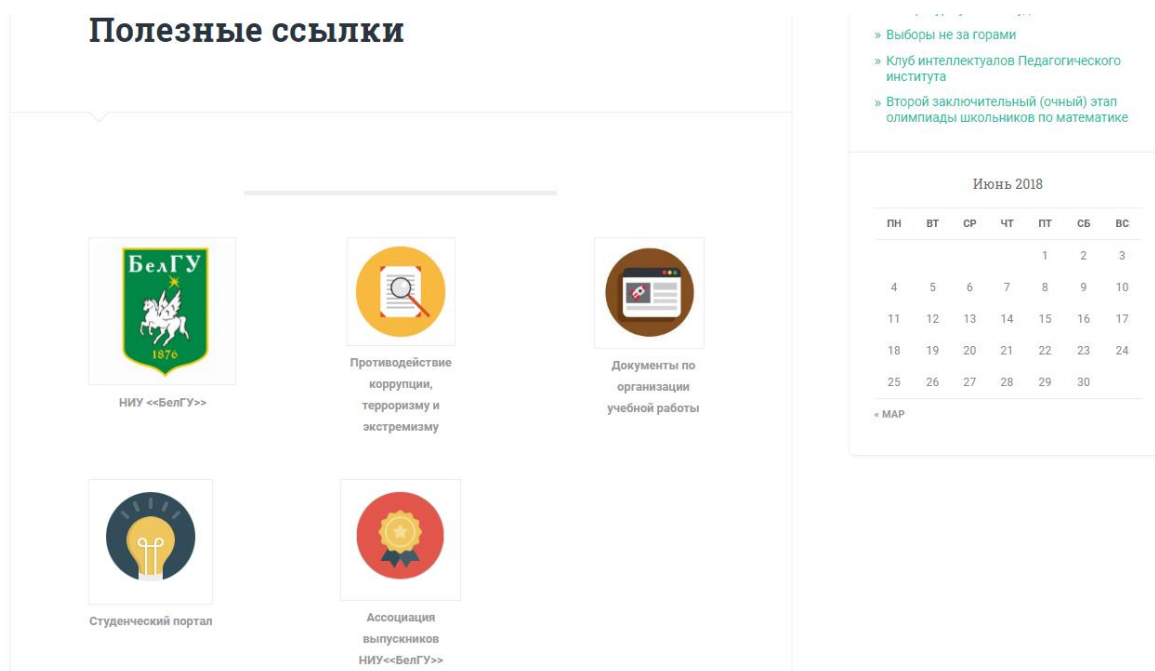 Полезные ссылки
БелГУ
1876
НИУ <<БелГУ>>
Противодействие
коррупции,
терроризму и
экстремизму
Документы по
организации
учебной работы
Студенческий портал
Ассоциация
выпускников
НИУ<<БелГУ>>
» Выборы не за горами
» Клуб интеллектуалов Педагогического
института
» Второй заключительный (очный) этап
олимпиады школьников по математике
Июнь 2018
ПН ВТ СР ЧТ ПТ СБ ВС
1 2 3
4 5 6 7 8 9 10
11 12 13 14 15 16 17
18 19 20 21 22 23 24
25 26 27 28 29 30
« МАР